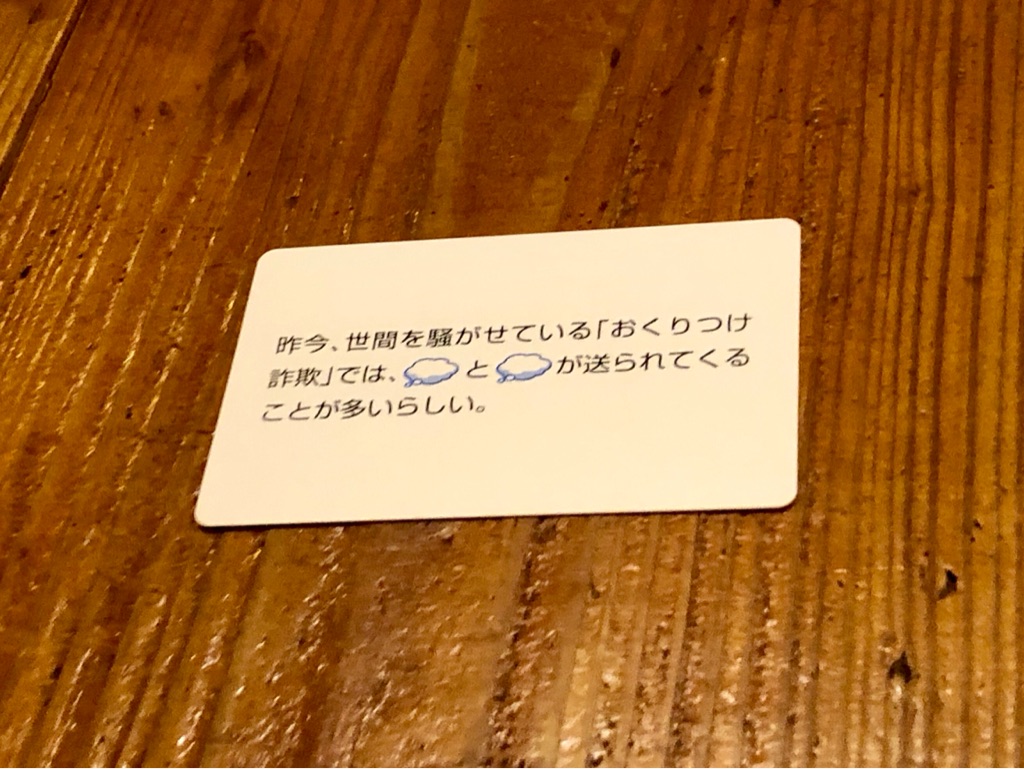 昨今、世間を騒がせている「おくりつけ
詐欺」では、 と が送られてくる
ことが多いらしい。